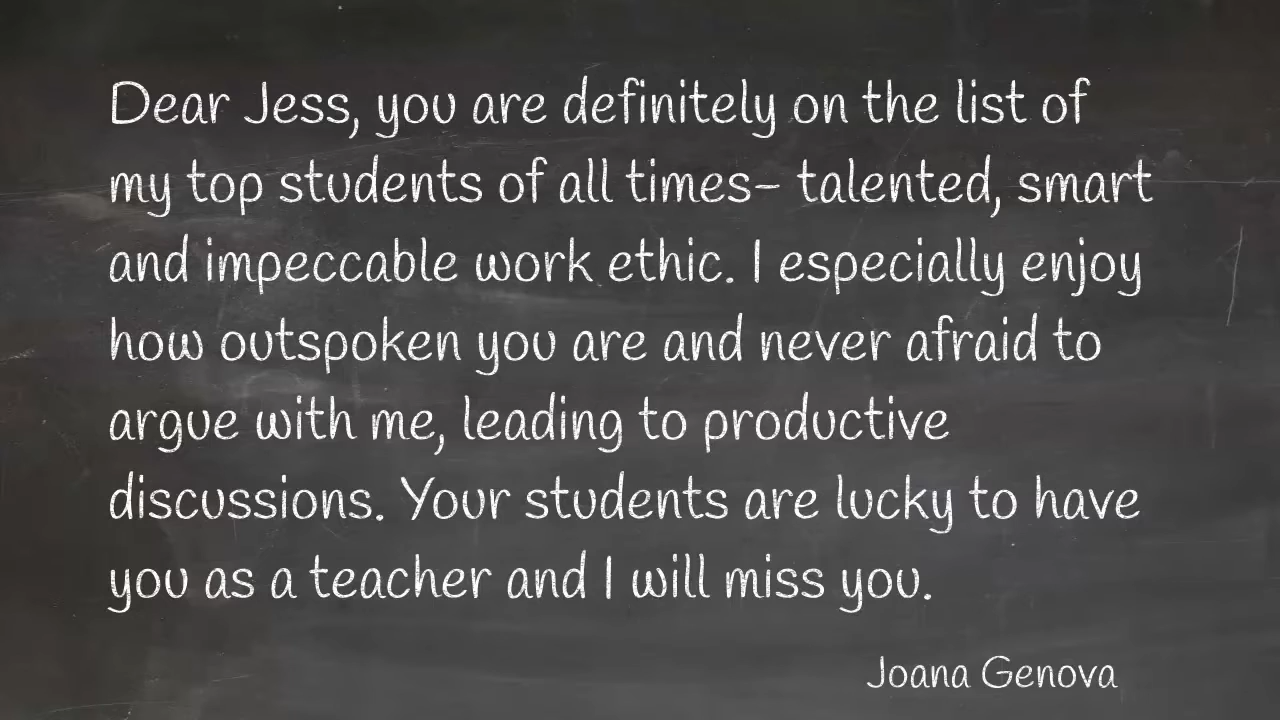 Dear Jess, you are definitely on the list of
my top students of all times– talented, smart
and impeccable work ethic. I especially enjoy
how outspoken you are and never afraid to
argue with me, leading to productive
discussions. Your students are lucky to have
you as a teacher and I will miss you.
Joana Genova